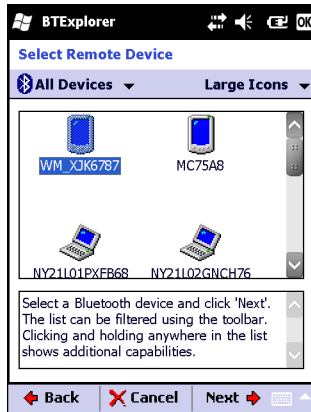 BTExplorer OK
Select Remote Device
All Devices Large Icons
WM_XJK6787 MC75A8
NY21L01PXFB68 NY21L02GNCH76
Select a Bluetooth device and click 'Next'.
The list can be filtered using the toolbar.
Clicking and holding anywhere in the list
shows additional capabilities.
Back Cancel Next